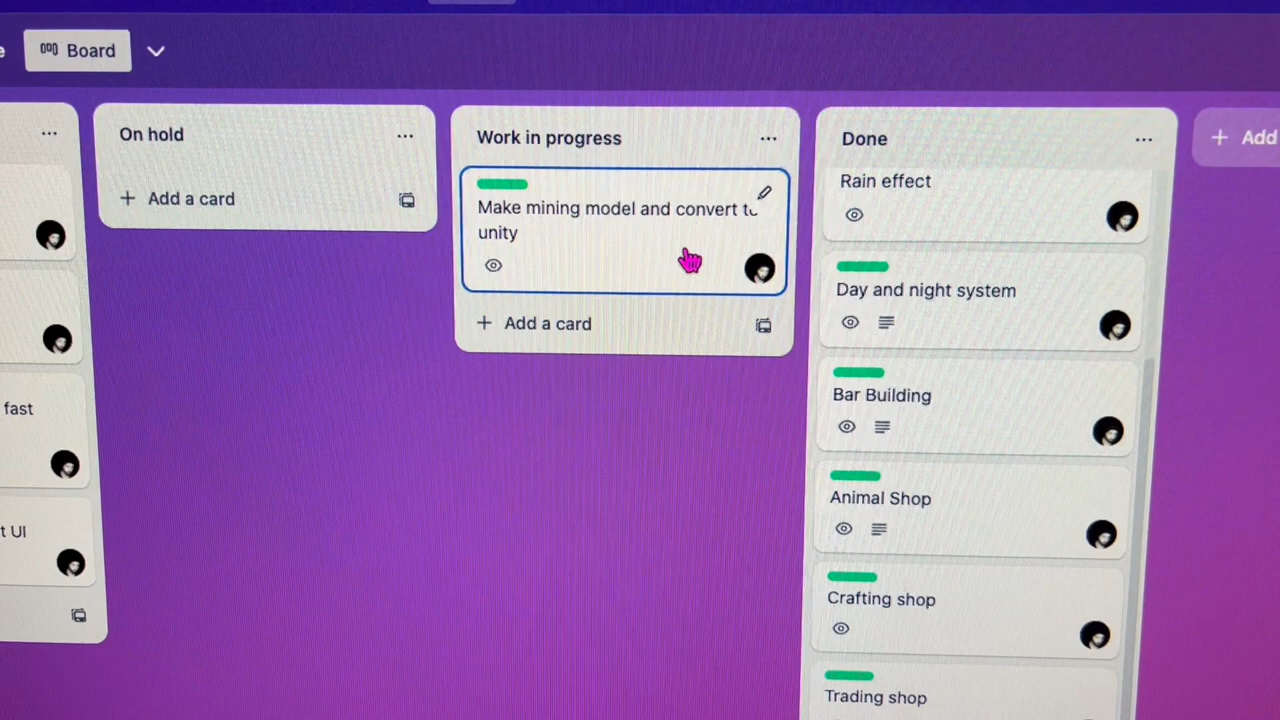 Board
fast
t UI
On hold
Add a card
Work in progress
Make mining model and convert
unity
Add a card
Done
Rain effect
Day and night system
Bar Building
Animal Shop
Crafting shop
Trading shop
Add